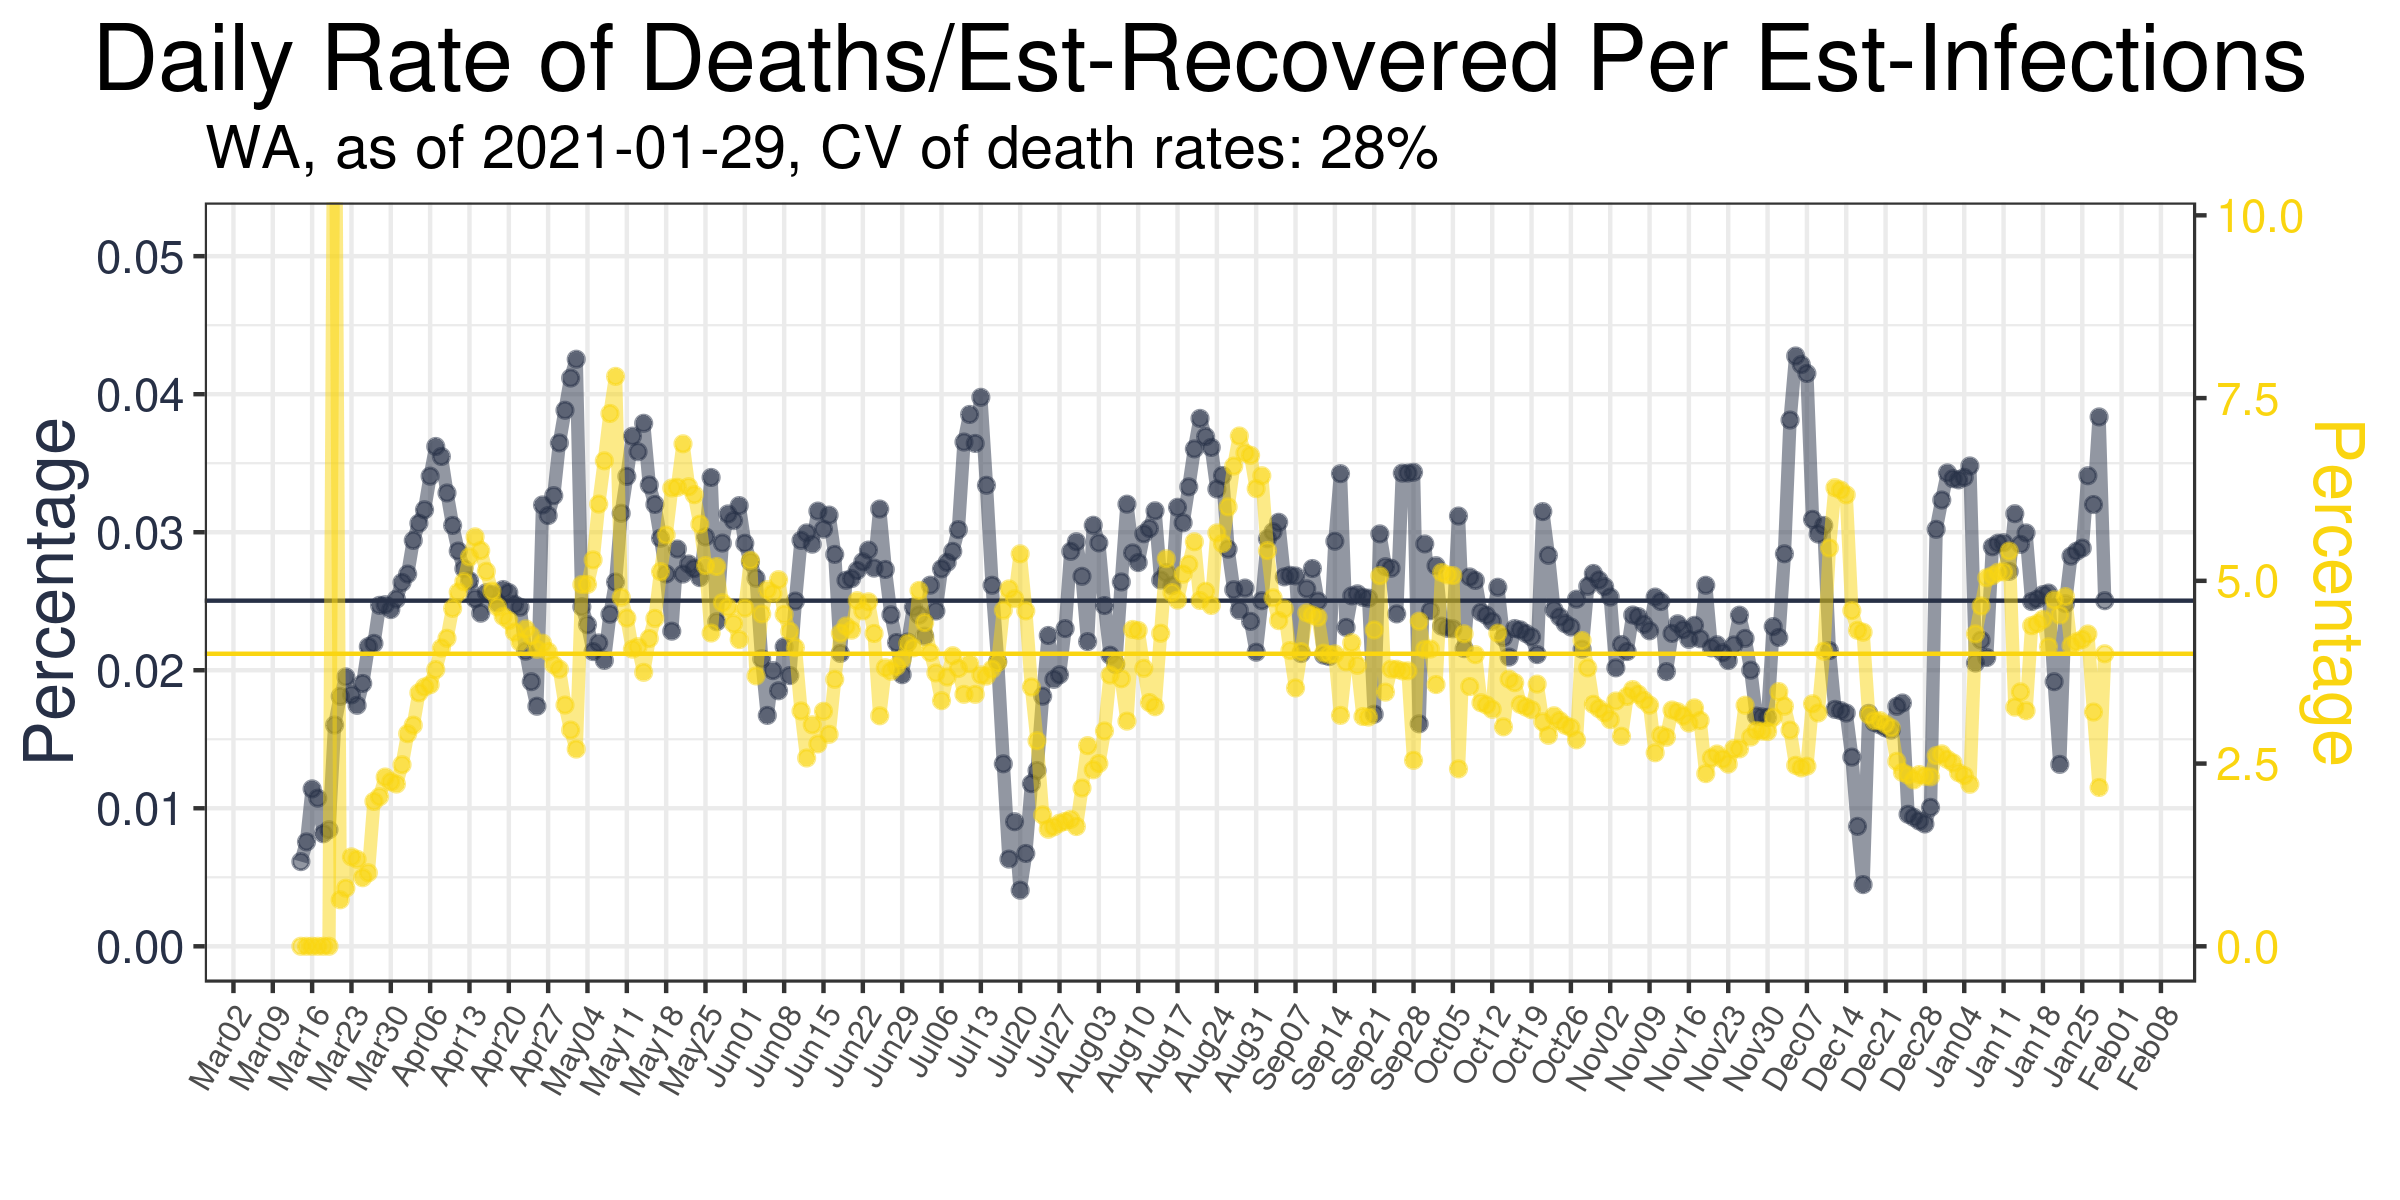 Daily Rate of Deaths/Est-Recovered Per Est-Infections
WA, as of 2021-01-29, CV of death rates: 28%
Percentage
0.05
0.04
0.03
0.02
0.01
0.00
10.0
7.5
5.0
2.5
0.0
Percentage
Mar02 Mar09 Mar16 Mar23 Mar30 Apr06 Apr13 Apr20 Apr27 May04 May11 May18 May25 Jun01 Jun08 Jun15 Jun22 Jun29 Jul06 Jul13 Jul20 Jul27 Aug03 Aug10 Aug17 Aug24 Aug31 Sep07 Sep14 Sep21 Sep28 Oct05 Oct12 Oct19 Oct26 Nov02 Nov09 Nov16 Nov23 Nov30 Dec07 Dec14 Dec21 Dec28 Jan04 Jan11 Jan18 Jan25 Feb01 Feb08